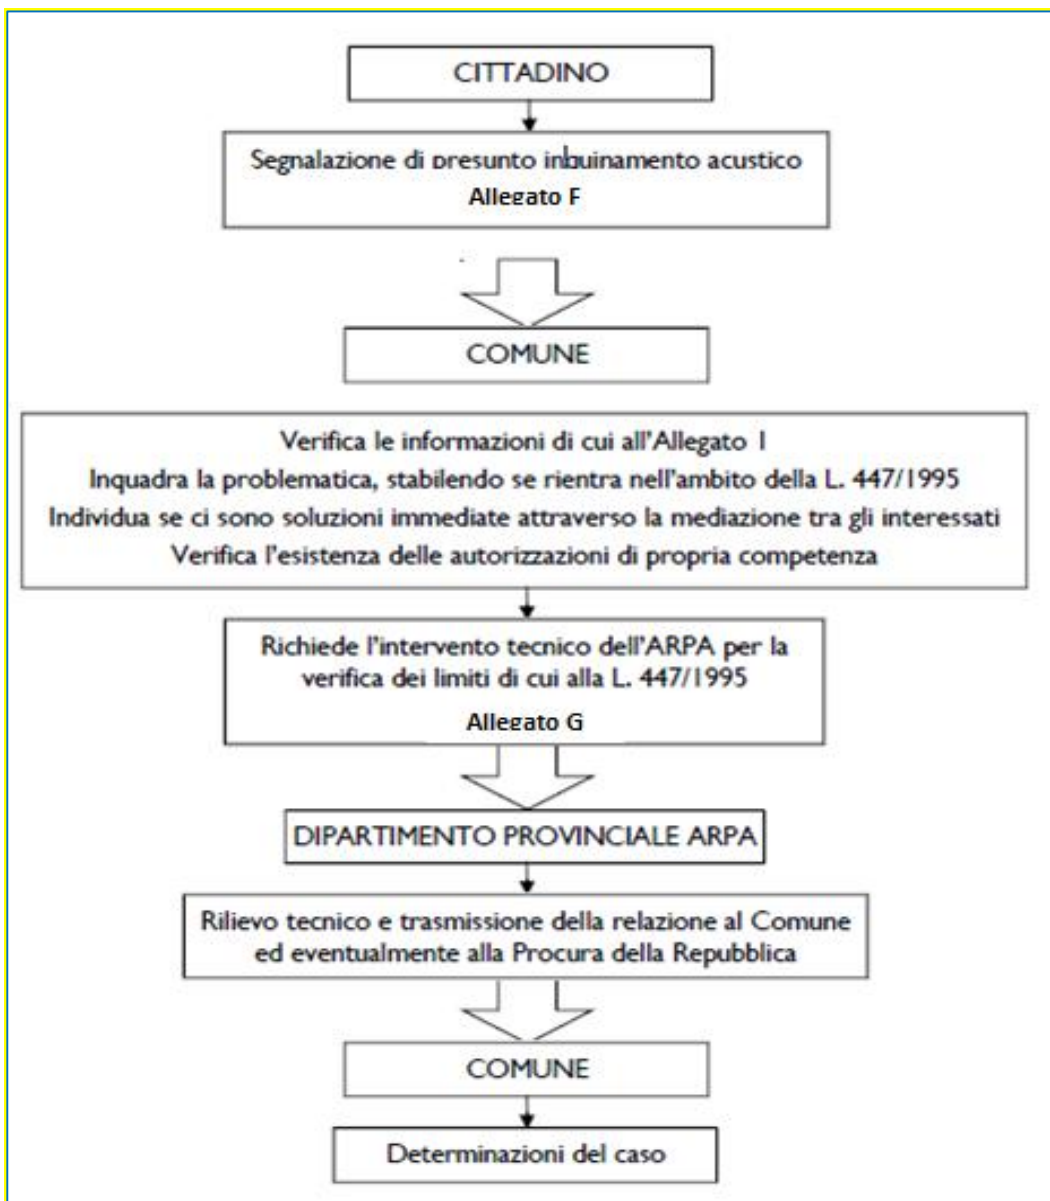 CITTADINO
Segnalazione di presunto inquinamento acustico
Allegato F
COMUNE
Verifica le informazioni di cui all'Allegato 1
Inquadra la problematica, stabilendo se rientra nell'ambito della L. 447/1995
Individua se ci sono soluzioni immediate attraverso la mediazione tra gli interessati
Verifica l'esistenza delle autorizzazioni di propria competenza
Richiede l'intervento tecnico dell'ARPA per la
verifica dei limiti di cui alla L. 447/1995
Allegato G
DIPARTIMENTO PROVINCIALE ARPA
Rilievo tecnico e trasmissione della relazione al Comune
ed eventualmente alla Procura della Repubblica
COMUNE
Determinazioni del caso